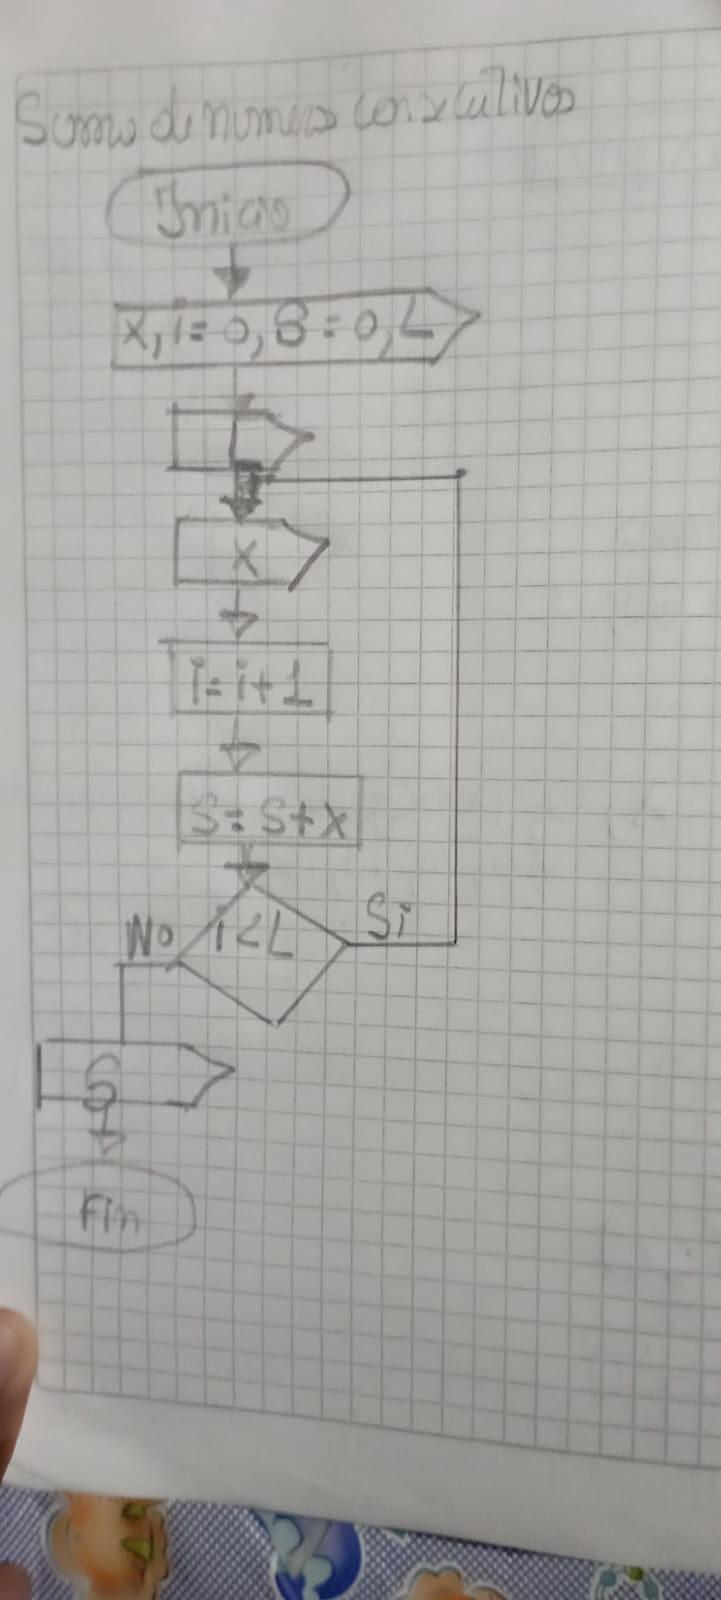 Suma de numeros consecutivos
Inicio
x, i = 0, S = 0, L
L
x
i = i + 1
S = S + x
i < L
Si
No
S
Fin